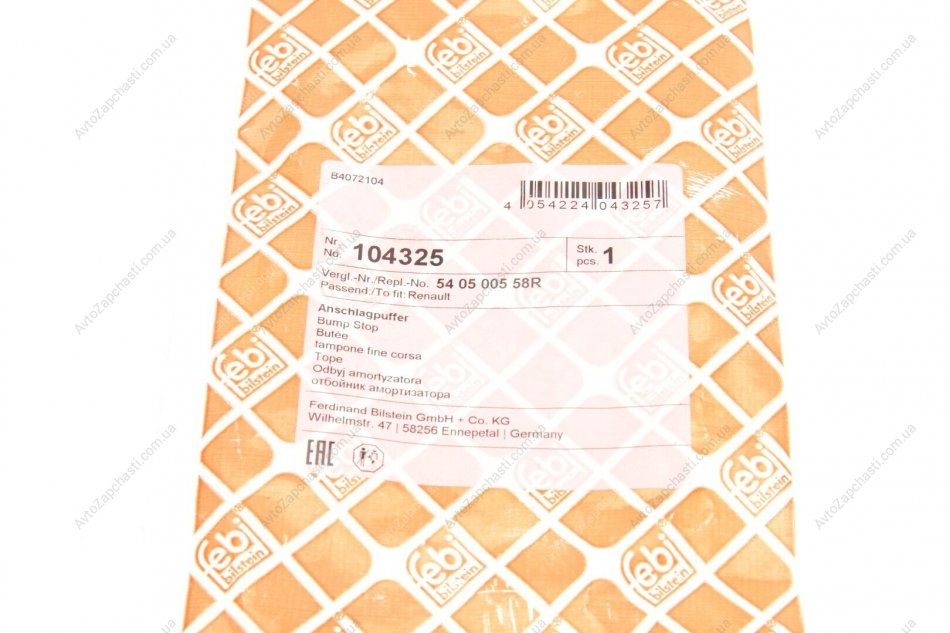 B4072104
4 054224 043257
Nr.
No. 104325
Stk.
pcs. 1
Vergl.-Nr./Repl.-No. 54 05 005 58R
Passend:/To fit: Renault
Anschlagpuffer
Bump Stop
Butée
tampone fine corsa
Tope
Odbyj amortyzatora
отбойник амортизатора
Ferdinand Bilstein GmbH + Co. KG
Wilhelmstr. 47 | 58256 Ennepetal | Germany
EAC
febi
bilstein
AvtoZapchasti.com.ua